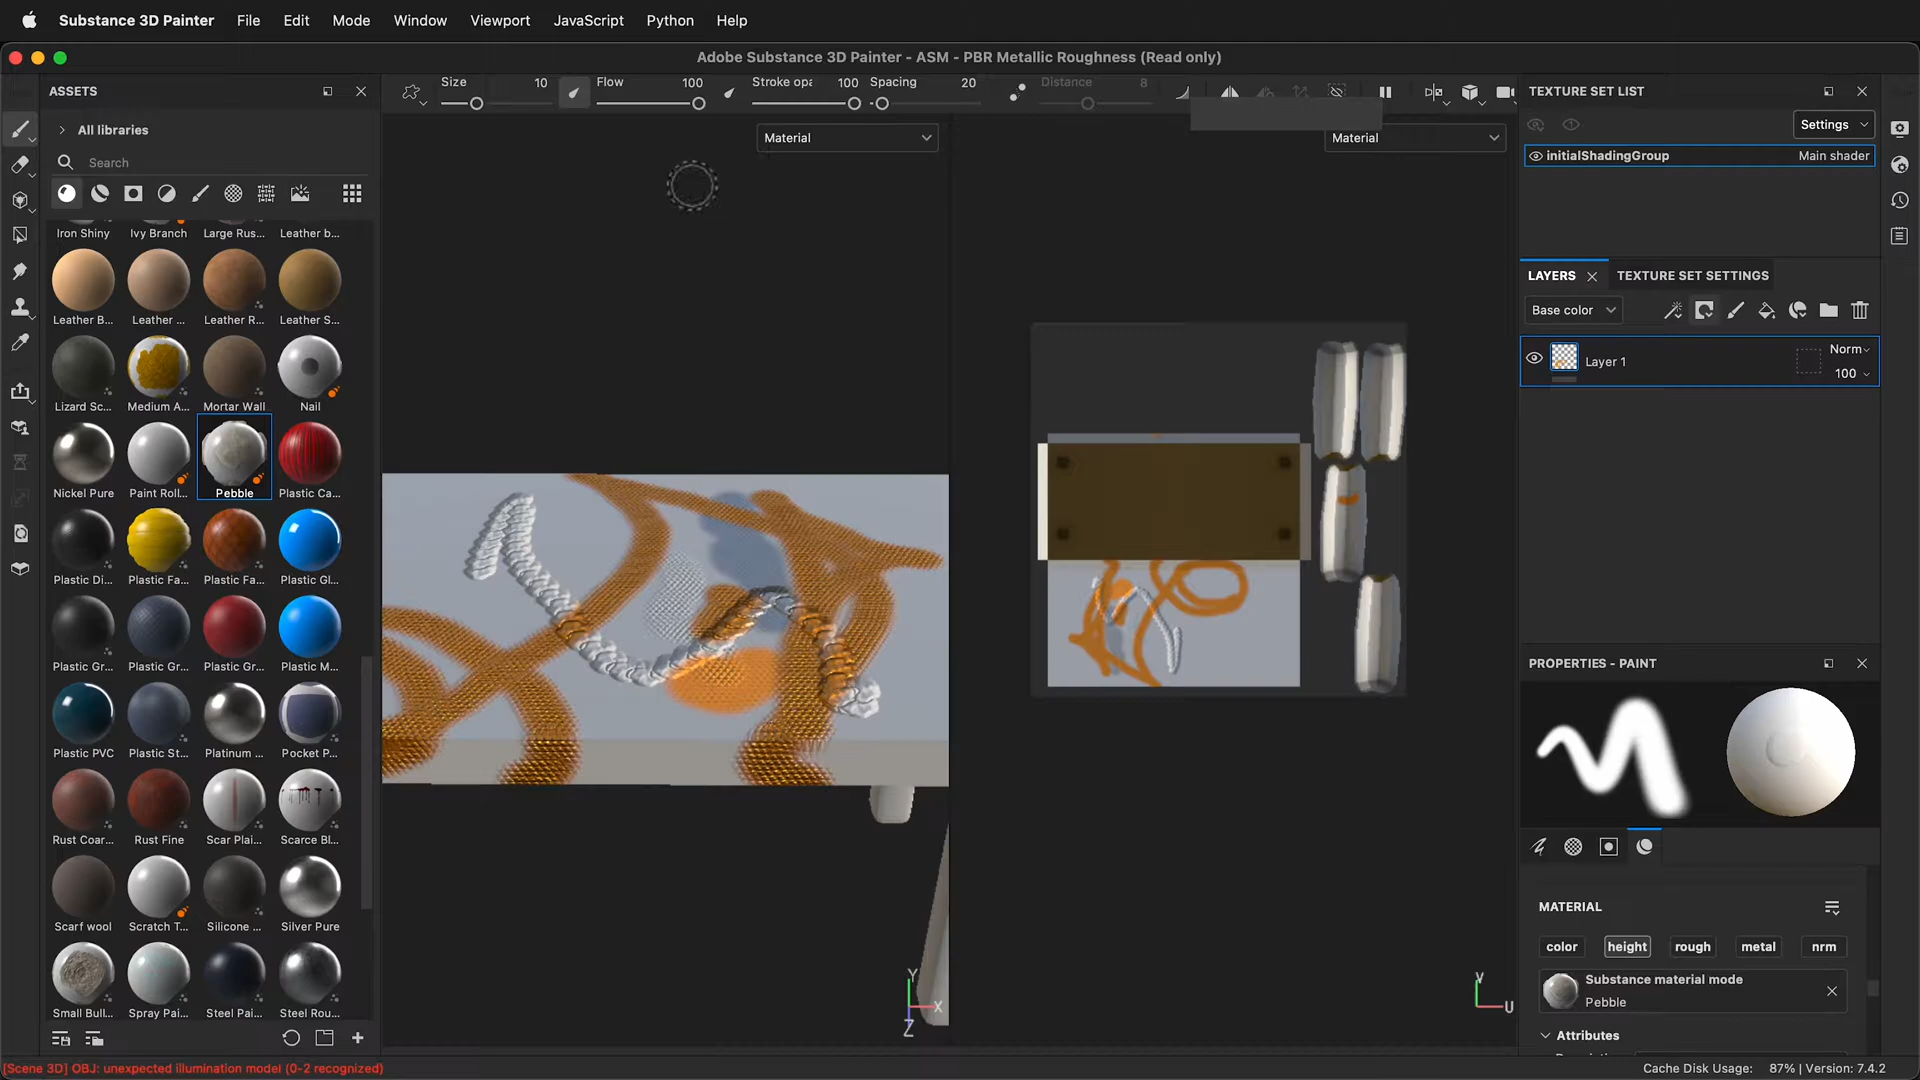 Substance 3D Painter File Edit Mode Window Viewport JavaScript Python Help
Adobe Substance 3D Painter - ASM - PBR Metallic Roughness (Read only)
ASSETS
Size 10 Flow 100 Stroke opa 100 Spacing 20 Distance 8
TEXTURE SET LIST
All libraries
Settings
Search
Material
Material
initialShadingGroup Main shader
Iron Shiny Ivy Branch Large Rus... Leather b...
Leather B... Leather ... Leather R... Leather S...
Lizard Sc... Medium A... Mortar Wall Nail
Nickel Pure Paint Roll... Pebble Plastic Ca...
Plastic Di... Plastic Fa... Plastic Fa... Plastic Gl...
Plastic Gr... Plastic Gr... Plastic Gr... Plastic M...
Plastic PVC Plastic St... Platinum ... Pocket P...
Rust Coar... Rust Fine Scar Plai... Scarce Bl...
Scarf wool Scratch T... Silicone ... Silver Pure
Small Bull... Spray Pai... Steel Pai... Steel Rou...
LAYERS TEXTURE SET SETTINGS
Base color
Layer 1 Norm
100
PROPERTIES - PAINT
MATERIAL
color height rough metal nrm
Substance material mode
Pebble
Attributes
Y
X
Z
V
U
[Scene 3D] OBJ: unexpected illumination model (0-2 recognized)
Cache Disk Usage: 87% | Version: 7.4.2